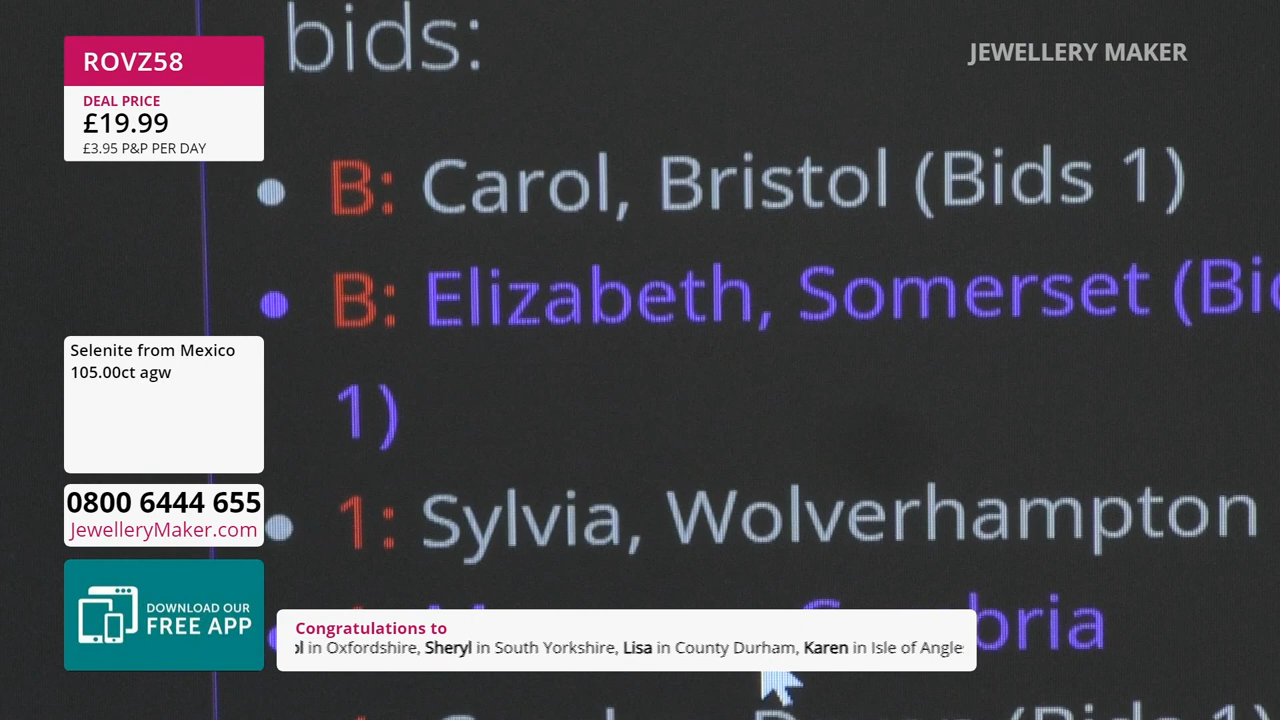 ROVZ58
DEAL PRICE
£19.99
£3.95 P&P PER DAY
JEWELLERY MAKER
bids:
B: Carol, Bristol (Bids 1)
B: Elizabeth, Somerset (Bi
1)
1: Sylvia, Wolverhampton
Selenite from Mexico
105.00ct agw
0800 6444 655
JewelleryMaker.com
DOWNLOAD OUR
FREE APP
Congratulations to
in Oxfordshire, Sheryl in South Yorkshire, Lisa in County Durham, Karen in Isle of Angle